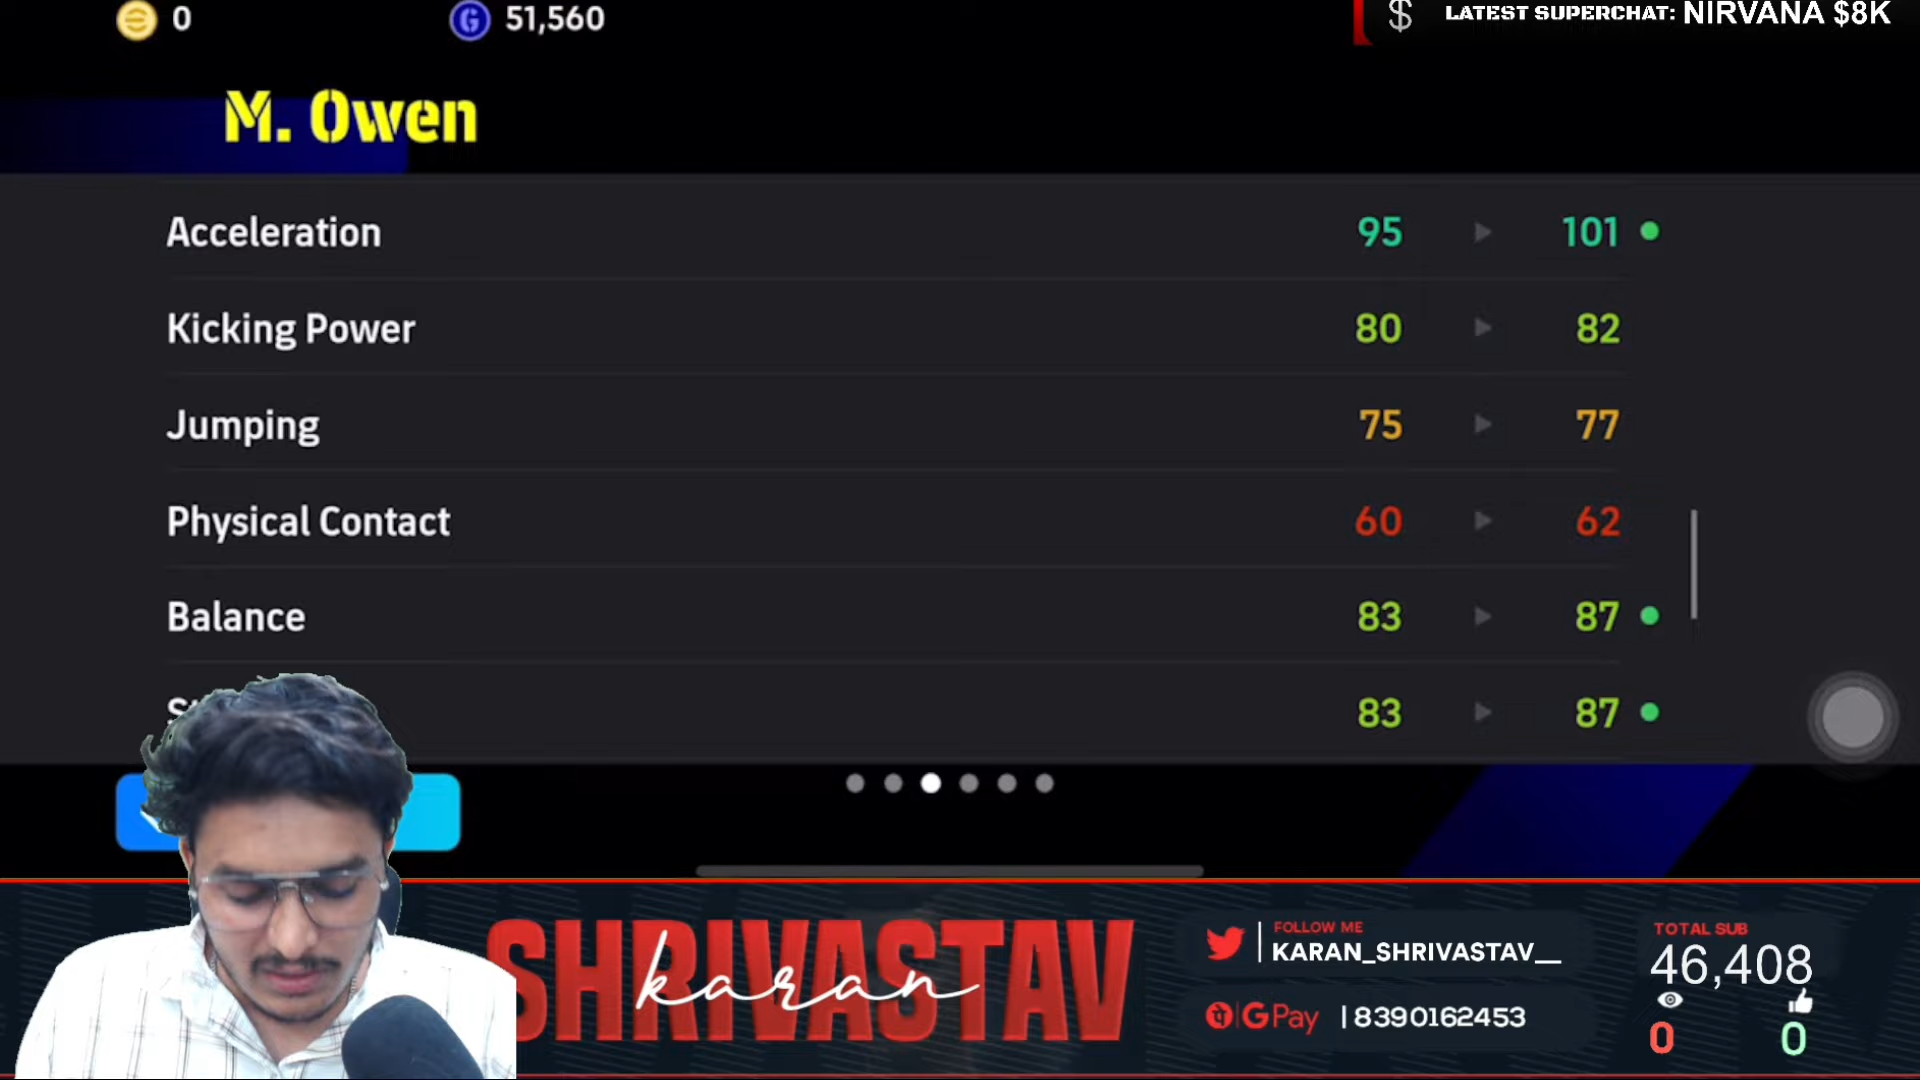 0
51,560
LATEST SUPERCHAT: NIRVANA $8K
M. Owen
Acceleration 95 101
Kicking Power 80 82
Jumping 75 77
Physical Contact 60 62
Balance 83 87
83 87
SHRIVASTAV
karan
FOLLOW ME
KARAN_SHRIVASTAV__
GPay | 8390162453
TOTAL SUB
46,408
0
0